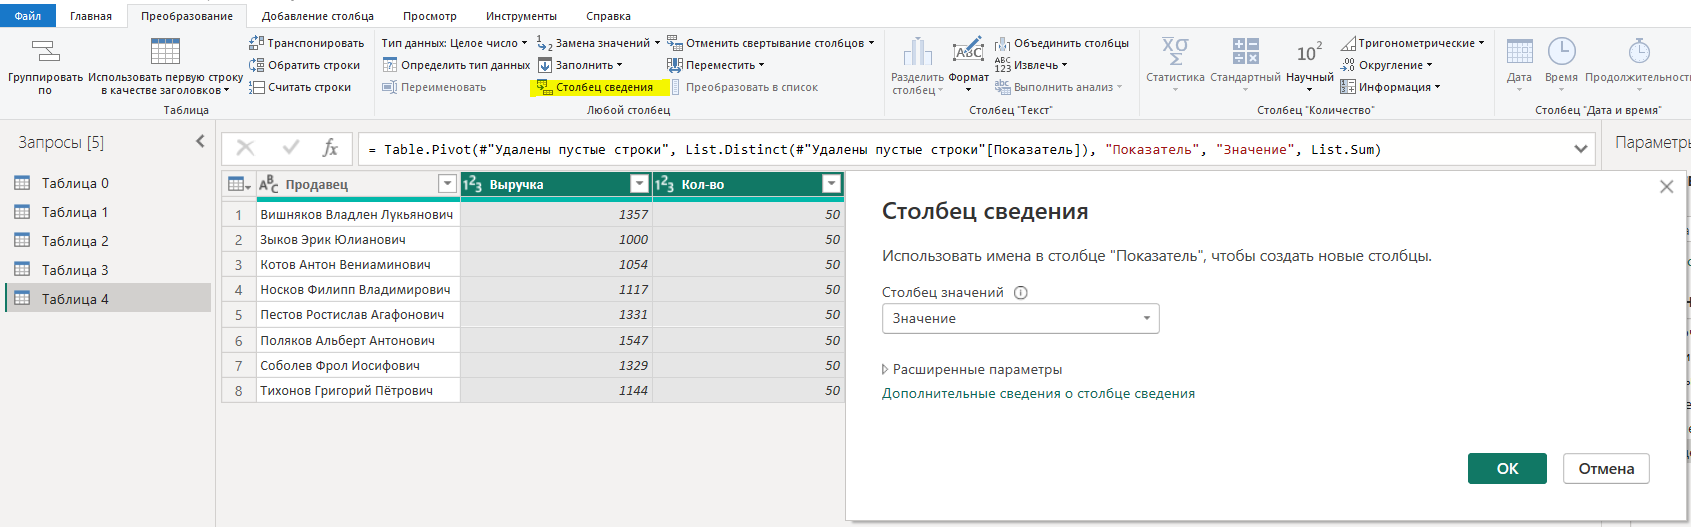 Файл Главная Преобразование Добавление столбца Просмотр Инструменты Справка
Группировать по
Использовать первую строку в качестве заголовков
Транспонировать
Обратить строки
Считать строки
Таблица
Тип данных: Целое число
Определить тип данных
Переименовать
Замена значений
Заполнить
Столбец сведения
Отменить свертывание столбцов
Переместить
Преобразовать в список
Любой столбец
Разделить столбец
Формат
Объединить столбцы
Извлечь
Выполнить анализ
Столбец "Текст"
Статистика
Стандартный
Научный
Тригонометрические
Округление
Информация
Столбец "Количество"
Дата
Время
Продолжительность
Столбец "Дата и время"
Запросы [5]
Таблица 0
Таблица 1
Таблица 2
Таблица 3
Таблица 4
= Table.Pivot(#"Удалены пустые строки", List.Distinct(#"Удалены пустые строки"[Показатель]), "Показатель", "Значение", List.Sum)
Продавец Выручка Кол-во
1 Вишняков Владлен Лукьянович 1357 50
2 Зыков Эрик Юлианович 1000 50
3 Котов Антон Вениаминович 1054 50
4 Носков Филипп Владимирович 1117 50
5 Пестов Ростислав Агафонович 1331 50
6 Поляков Альберт Антонович 1547 50
7 Соболев Фрол Иосифович 1329 50
8 Тихонов Григорий Пётрович 1144 50
Столбец сведения
Использовать имена в столбце "Показатель", чтобы создать новые столбцы.
Столбец значений
Значение
Расширенные параметры
Дополнительные сведения о столбце сведения
ОК Отмена